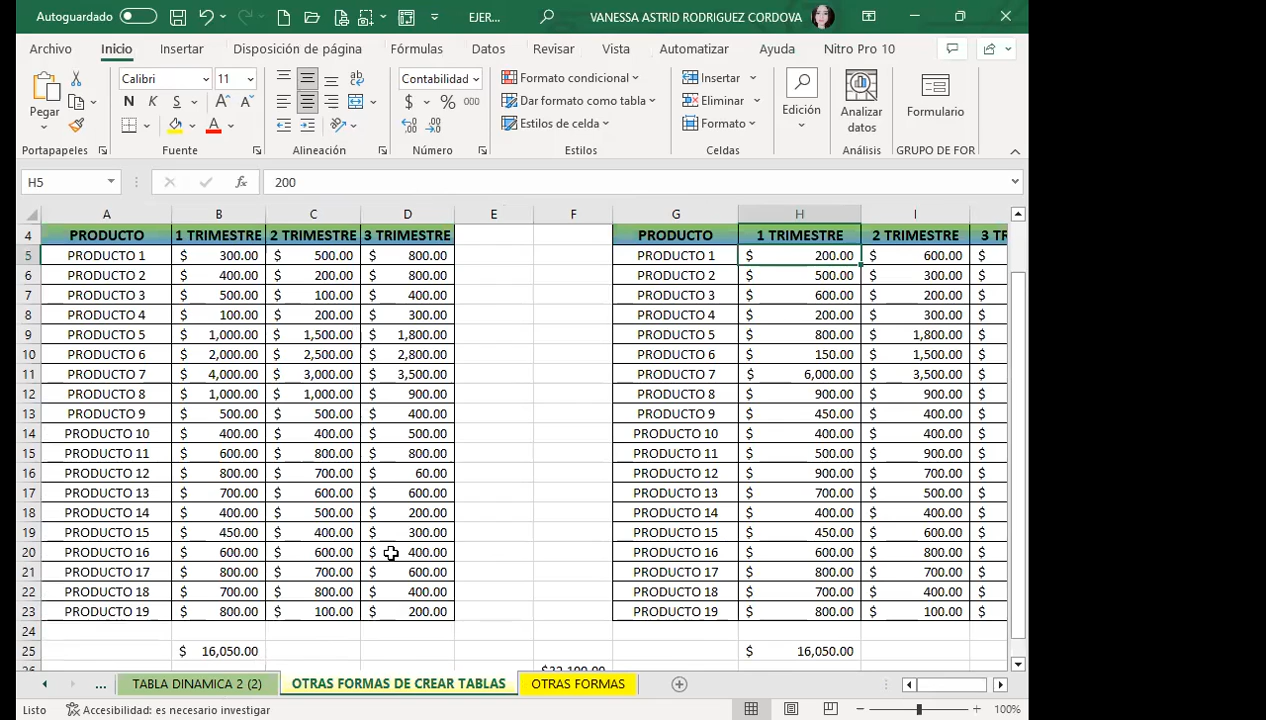 Autoguardado
EJER...
VANESSA ASTRID RODRIGUEZ CORDOVA
Archivo Inicio Insertar Disposición de página Fórmulas Datos Revisar Vista Automatizar Ayuda Nitro Pro 10
Pegar
Calibri 11
N K S
Contabilidad
$ % 000
Formato condicional
Dar formato como tabla
Estilos de celda
Insertar
Eliminar
Formato
Edición
Analizar datos
Formulario
Portapapeles Fuente Alineación Número Estilos Celdas Análisis GRUPO DE FOR
H5 fx 200
A B C D E F G H I
4 PRODUCTO 1 TRIMESTRE 2 TRIMESTRE 3 TRIMESTRE PRODUCTO 1 TRIMESTRE 2 TRIMESTRE 3 TR
5 PRODUCTO 1 $ 300.00 $ 500.00 $ 800.00 PRODUCTO 1 $ 200.00 $ 600.00 $
6 PRODUCTO 2 $ 400.00 $ 200.00 $ 800.00 PRODUCTO 2 $ 500.00 $ 300.00 $
7 PRODUCTO 3 $ 500.00 $ 100.00 $ 400.00 PRODUCTO 3 $ 600.00 $ 200.00 $
8 PRODUCTO 4 $ 100.00 $ 200.00 $ 300.00 PRODUCTO 4 $ 200.00 $ 300.00 $
9 PRODUCTO 5 $ 1,000.00 $ 1,500.00 $ 1,800.00 PRODUCTO 5 $ 800.00 $ 1,800.00 $
10 PRODUCTO 6 $ 2,000.00 $ 2,500.00 $ 2,800.00 PRODUCTO 6 $ 150.00 $ 1,500.00 $
11 PRODUCTO 7 $ 4,000.00 $ 3,000.00 $ 3,500.00 PRODUCTO 7 $ 6,000.00 $ 3,500.00 $
12 PRODUCTO 8 $ 1,000.00 $ 1,000.00 $ 900.00 PRODUCTO 8 $ 900.00 $ 400.00 $
13 PRODUCTO 9 $ 500.00 $ 500.00 $ 400.00 PRODUCTO 9 $ 450.00 $ 400.00 $
14 PRODUCTO 10 $ 400.00 $ 400.00 $ 500.00 PRODUCTO 10 $ 400.00 $ 400.00 $
15 PRODUCTO 11 $ 600.00 $ 800.00 $ 800.00 PRODUCTO 11 $ 500.00 $ 900.00 $
16 PRODUCTO 12 $ 800.00 $ 700.00 $ 60.00 PRODUCTO 12 $ 900.00 $ 700.00 $
17 PRODUCTO 13 $ 700.00 $ 600.00 $ 600.00 PRODUCTO 13 $ 700.00 $ 500.00 $
18 PRODUCTO 14 $ 400.00 $ 500.00 $ 200.00 PRODUCTO 14 $ 400.00 $ 400.00 $
19 PRODUCTO 15 $ 450.00 $ 400.00 $ 300.00 PRODUCTO 15 $ 450.00 $ 600.00 $
20 PRODUCTO 16 $ 600.00 $ 600.00 $ 400.00 PRODUCTO 16 $ 600.00 $ 800.00 $
21 PRODUCTO 17 $ 800.00 $ 700.00 $ 600.00 PRODUCTO 17 $ 800.00 $ 700.00 $
22 PRODUCTO 18 $ 700.00 $ 800.00 $ 400.00 PRODUCTO 18 $ 700.00 $ 400.00 $
23 PRODUCTO 19 $ 800.00 $ 100.00 $ 200.00 PRODUCTO 19 $ 800.00 $ 100.00 $
24
25 $ 16,050.00 $ 16,050.00
26 $32,100.00
... TABLA DINAMICA 2 (2) OTRAS FORMAS DE CREAR TABLAS OTRAS FORMAS
Listo Accesibilidad: es necesario investigar 100%